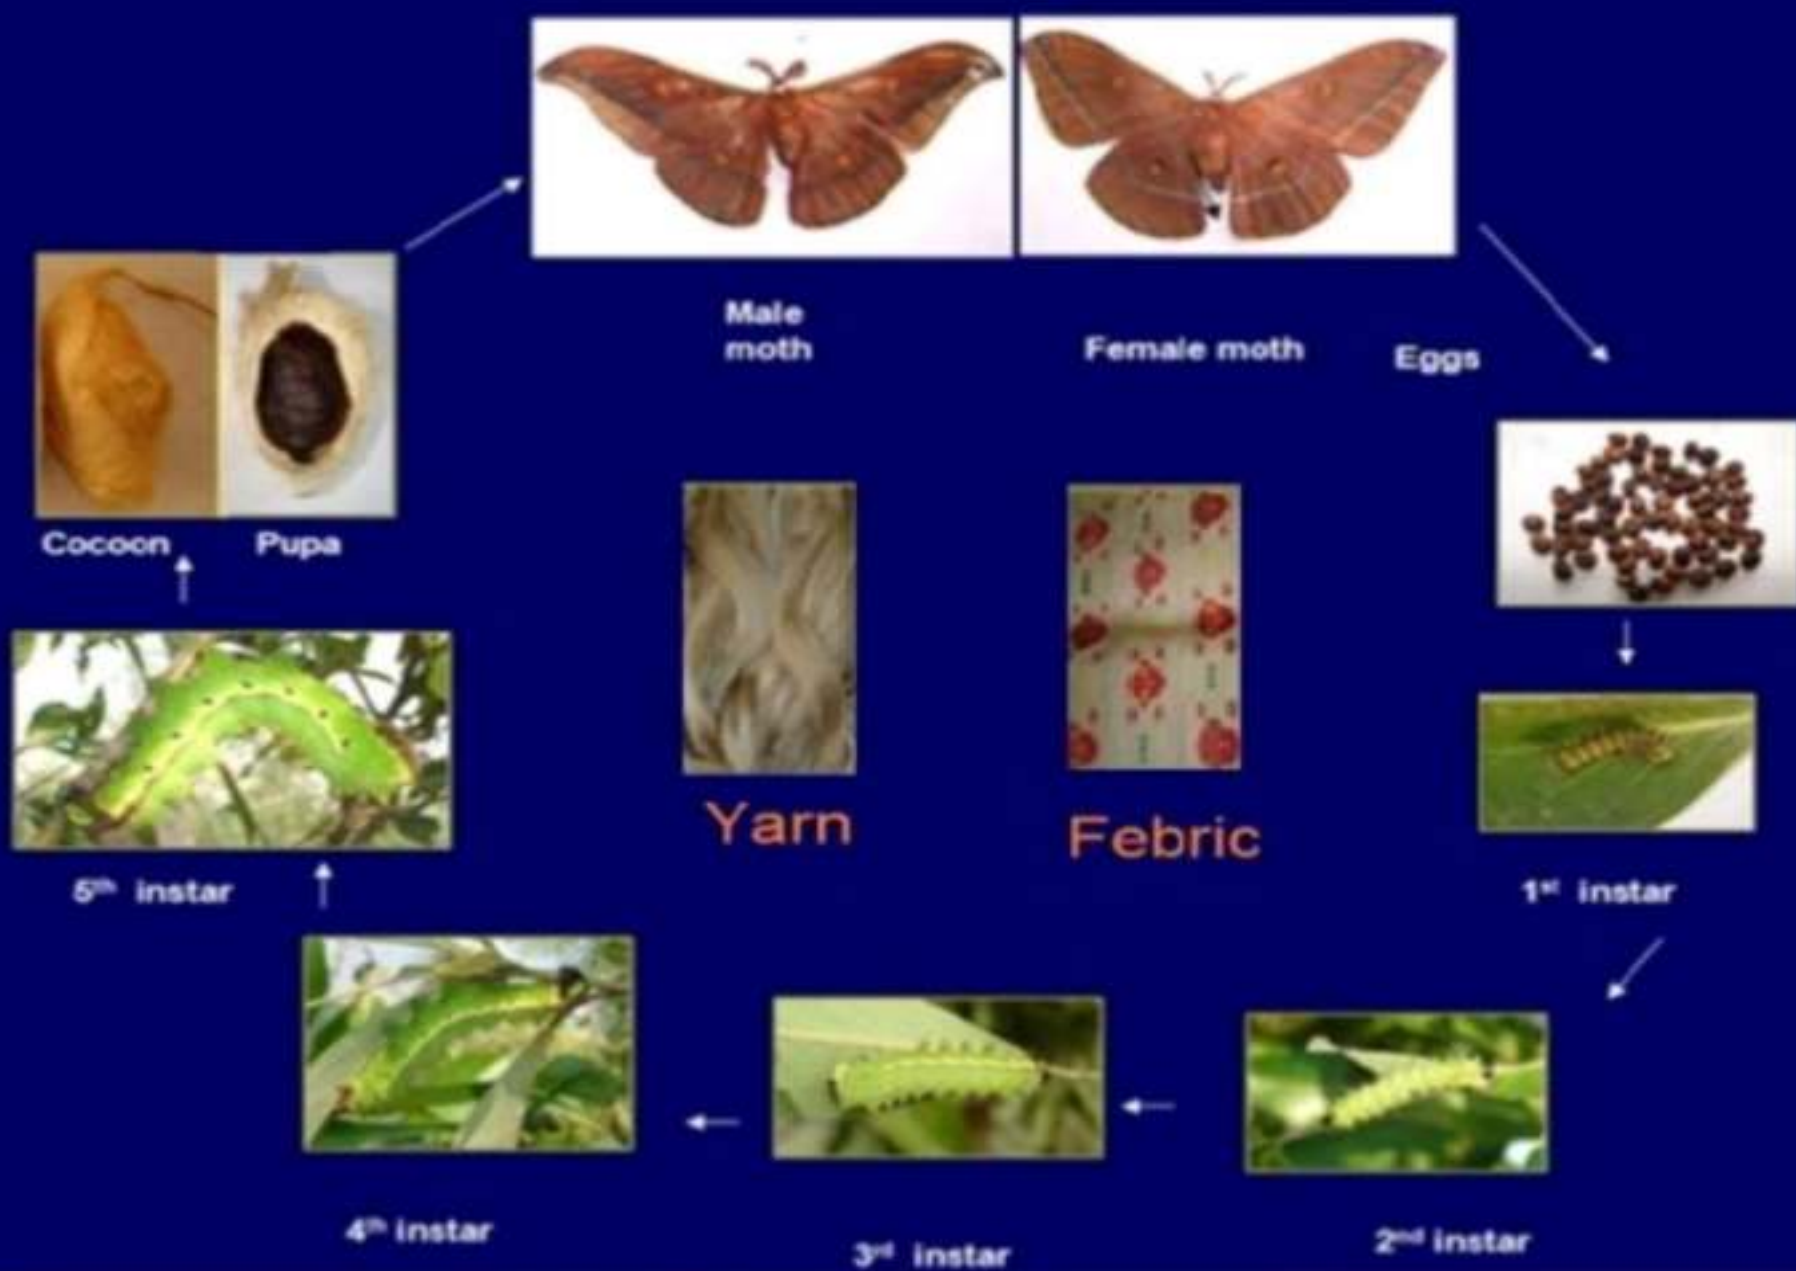 Male
moth
Female moth
Eggs
Cocoon
Pupa
Yarn
Febric
5th instar
1st instar
4th instar
3rd instar
2nd instar